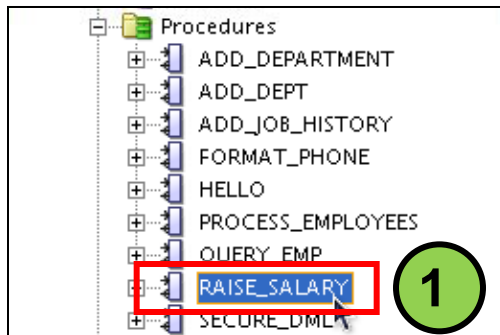 Procedures
ADD_DEPARTMENT
ADD_DEPT
ADD_JOB_HISTORY
FORMAT_PHONE
HELLO
PROCESS_EMPLOYEES
QUERY_EMP
RAISE_SALARY
1
SECURE_DML